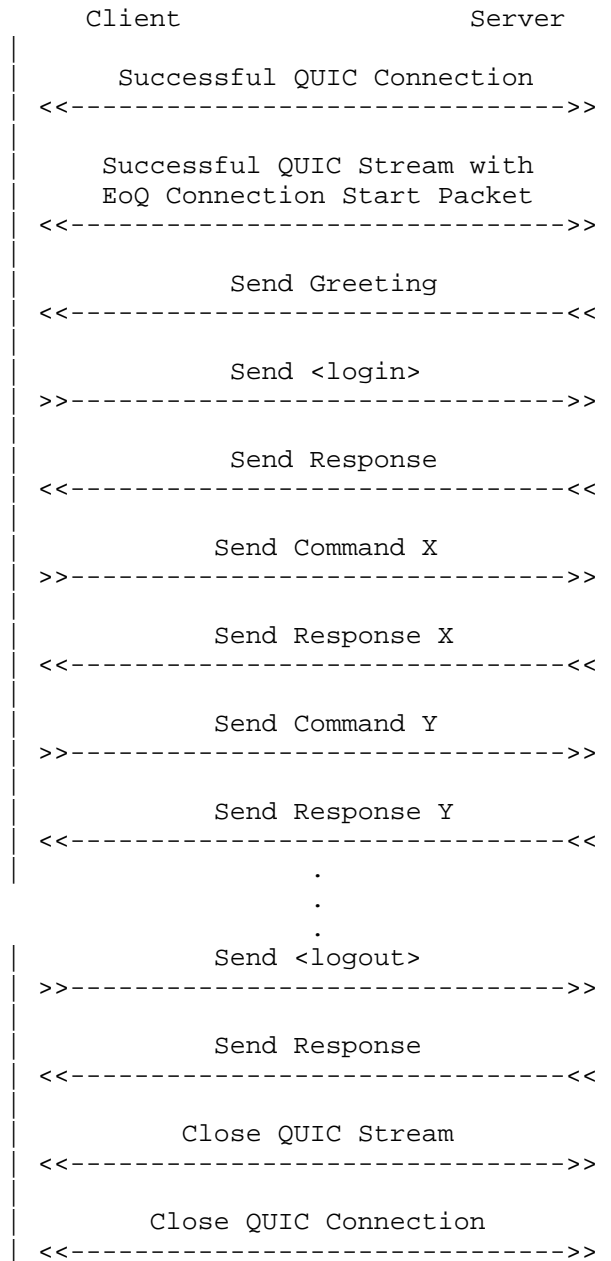 Client Server
Successful QUIC Connection
<<------------------------------->>
Successful QUIC Stream with
EoQ Connection Start Packet
<<------------------------------->>
Send Greeting
<<-------------------------------<<
Send <login>
>>------------------------------->>
Send Response
<<-------------------------------<<
Send Command X
>>------------------------------->>
Send Response X
<<-------------------------------<<
Send Command Y
>>------------------------------->>
Send Response Y
<<-------------------------------<<
.
.
.
Send <logout>
>>------------------------------->>
Send Response
<<-------------------------------<<
Close QUIC Stream
<<------------------------------->>
Close QUIC Connection
<<------------------------------->>